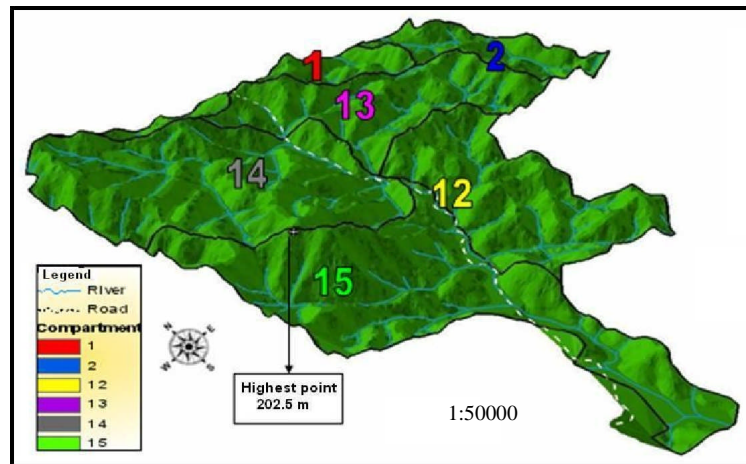 1
2
13
14
12
15
Legend
River
Road
Compartment
1
2
12
13
14
15
N
E
W
S
Highest point
202.5 m
1:50000